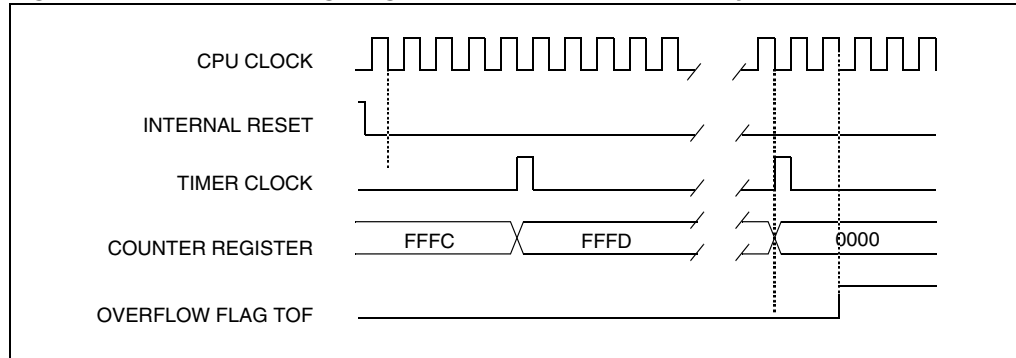 CPU CLOCK
INTERNAL RESET
TIMER CLOCK
COUNTER REGISTER FFFC FFFD 0000
OVERFLOW FLAG TOF